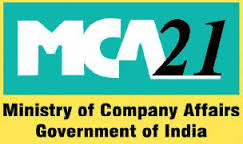 MCA21
Ministry of Company Affairs
Government of India